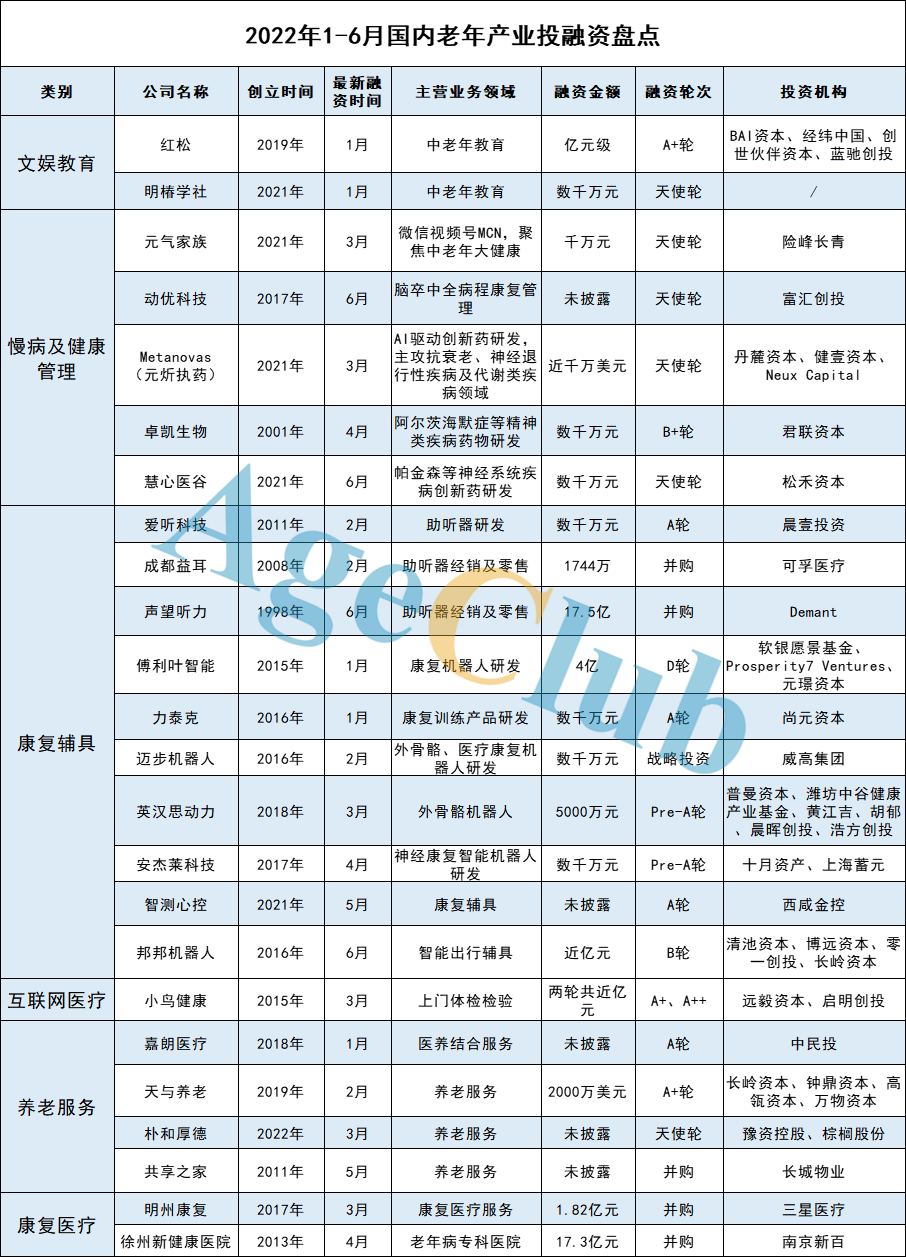 2022年1-6月国内老年产业投融资盘点
类别 公司名称 创立时间 最新融资时间 主营业务领域 融资金额 融资轮次 投资机构
文娱教育
红松 2019年 1月 中老年教育 亿元级 A+轮 BAI资本、经纬中国、创世伙伴资本、蓝驰创投
明椿学社 2021年 1月 中老年教育 数千万元 天使轮 /
慢病及健康管理
元气家族 2021年 3月 微信视频号MCN，聚焦中老年大健康 千万元 天使轮 险峰长青
动优科技 2017年 6月 脑卒中全病程康复管理 未披露 天使轮 富汇创投
Metanovas（元炘执药） 2021年 3月 AI驱动创新药研发，主攻抗衰老、神经退行性疾病及代谢类疾病领域 近千万美元 天使轮 丹麓资本、健壹资本、Neux Capital
卓凯生物 2001年 4月 阿尔茨海默症等精神类疾病药物研发 数千万元 B+轮 君联资本
慧心医谷 2021年 6月 帕金森等神经系统疾病创新药研发 数千万元 天使轮 松禾资本
康复辅具
爱听科技 2011年 2月 助听器研发 数千万元 A轮 晨壹投资
成都益耳 2008年 2月 助听器经销及零售 1744万 并购 可孚医疗
声望听力 1998年 6月 助听器经销及零售 17.5亿 并购 Demant
傅利叶智能 2015年 1月 康复机器人研发 4亿 D轮 软银愿景基金、Prosperity7 Ventures、元璟资本
力泰克 2016年 1月 康复训练产品研发 数千万元 A轮 尚元资本
迈步机器人 2016年 2月 外骨骼、医疗康复机器人研发 数千万元 战略投资 威高集团
英汉思动力 2018年 3月 外骨骼机器人 5000万元 Pre-A轮 普曼资本、潍坊中谷健康产业基金、黄江吉、胡郁、晨晖创投、浩方创投
安杰莱科技 2017年 4月 神经康复智能机器人研发 数千万元 Pre-A轮 十月资产、上海蓄元
智测心控 2021年 5月 康复辅具 未披露 A轮 西咸金控
邦邦机器人 2016年 6月 智能出行辅具 近亿元 B轮 清池资本、博远资本、零一创投、长岭资本
互联网医疗
小鸟健康 2015年 3月 上门体检检验 两轮共近亿元 A+、A++ 远毅资本、启明创投
养老服务
嘉朗医疗 2018年 1月 医养结合服务 未披露 A轮 中民投
天与养老 2019年 2月 养老服务 2000万美元 A+轮 长岭资本、钟鼎资本、高瓴资本、万物资本
朴和厚德 2022年 3月 养老服务 未披露 天使轮 豫资控股、棕榈股份
共享之家 2011年 5月 养老服务 未披露 并购 长城物业
康复医疗
明州康复 2017年 3月 康复医疗服务 1.82亿元 并购 三星医疗
徐州新健康医院 2013年 4月 老年病专科医院 17.3亿元 并购 南京新百
AgeClub